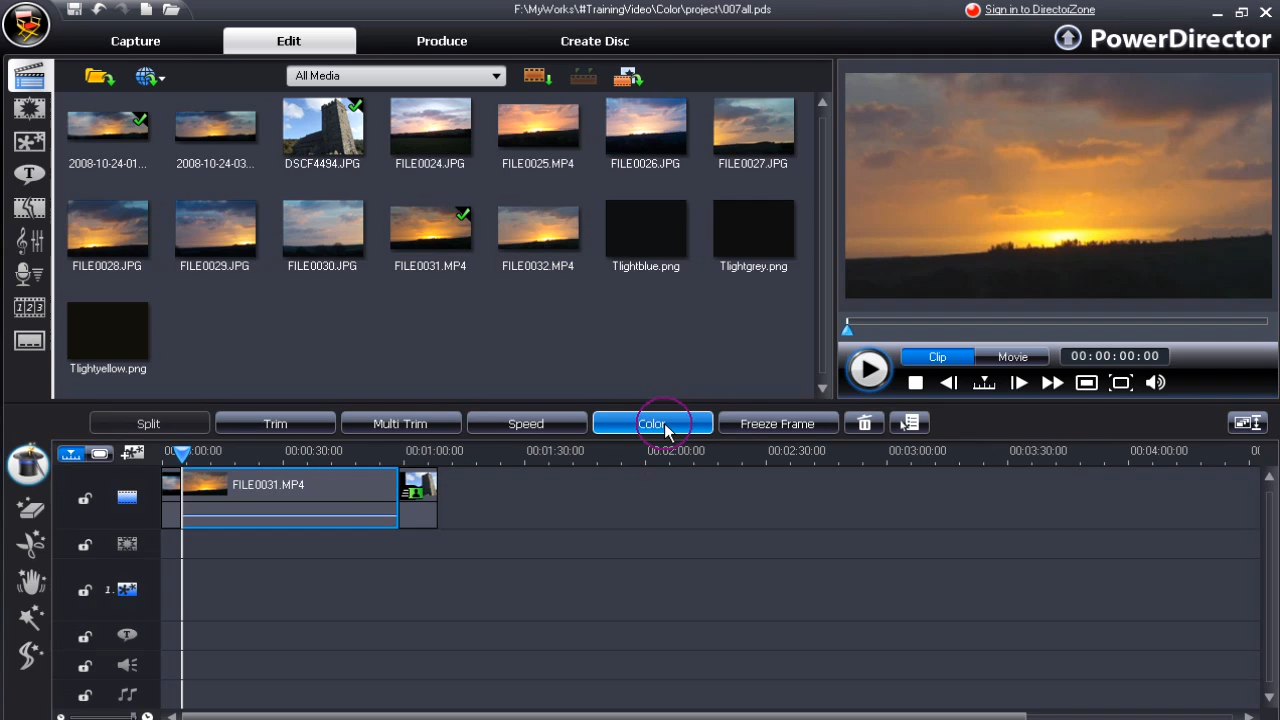 F:\MyWorks\#TrainingVideo\Color\project\007all.pds
Sign in to DirectorZone
Capture
Edit
Produce
Create Disc
PowerDirector
All Media
2008-10-24-01...
2008-10-24-03...
DSCF4494.JPG
FILE0024.JPG
FILE0025.MP4
FILE0026.JPG
FILE0027.JPG
FILE0028.JPG
FILE0029.JPG
FILE0030.JPG
FILE0031.MP4
FILE0032.MP4
Tlightblue.png
Tlightgrey.png
Tlightyellow.png
Clip
Movie
00:00:00:00
Split
Trim
Multi Trim
Speed
Color
Freeze Frame
00:00:30:00
00:01:00:00
00:01:30:00
00:02:00:00
00:02:30:00
00:03:00:00
00:03:30:00
00:04:00:00
FILE0031.MP4
1.